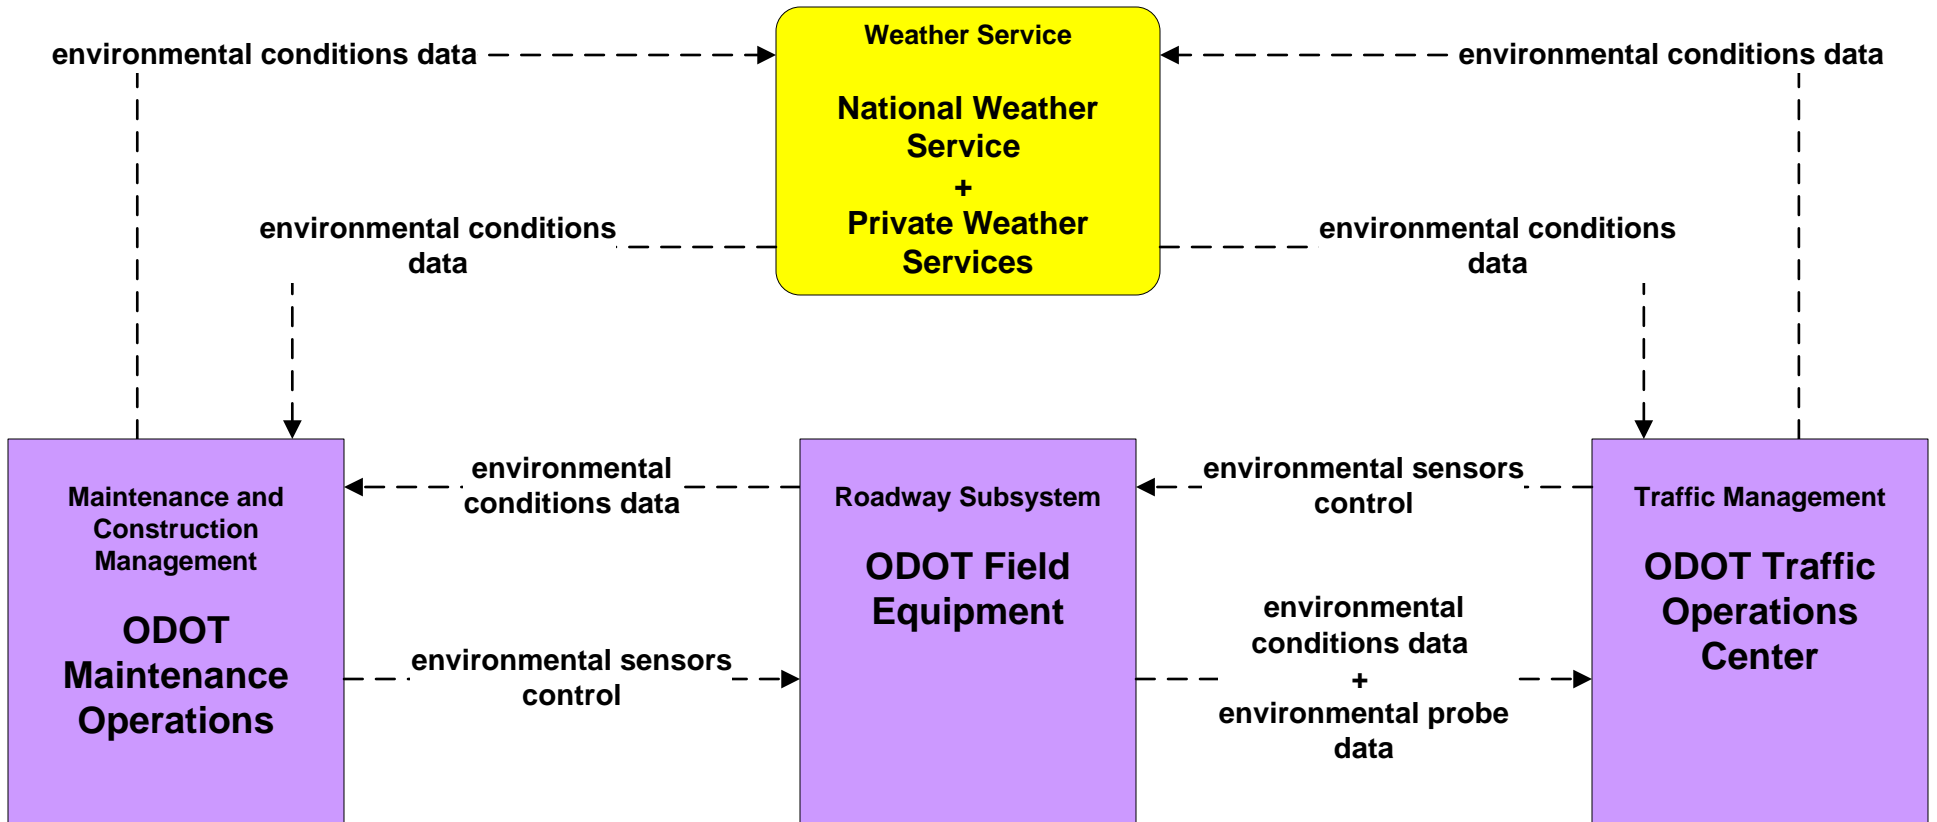 Weather Service
environmental conditions data
environmental conditions data
National Weather
Service
+
Private Weather
Services
environmental conditions
data
environmental conditions
data
Maintenance and
Construction
Management
ODOT
Maintenance
Operations
environmental
conditions data
environmental sensors
control
Roadway Subsystem
ODOT Field
Equipment
environmental sensors
control
environmental
conditions data
+
environmental probe
data
Traffic Management
ODOT Traffic
Operations
Center